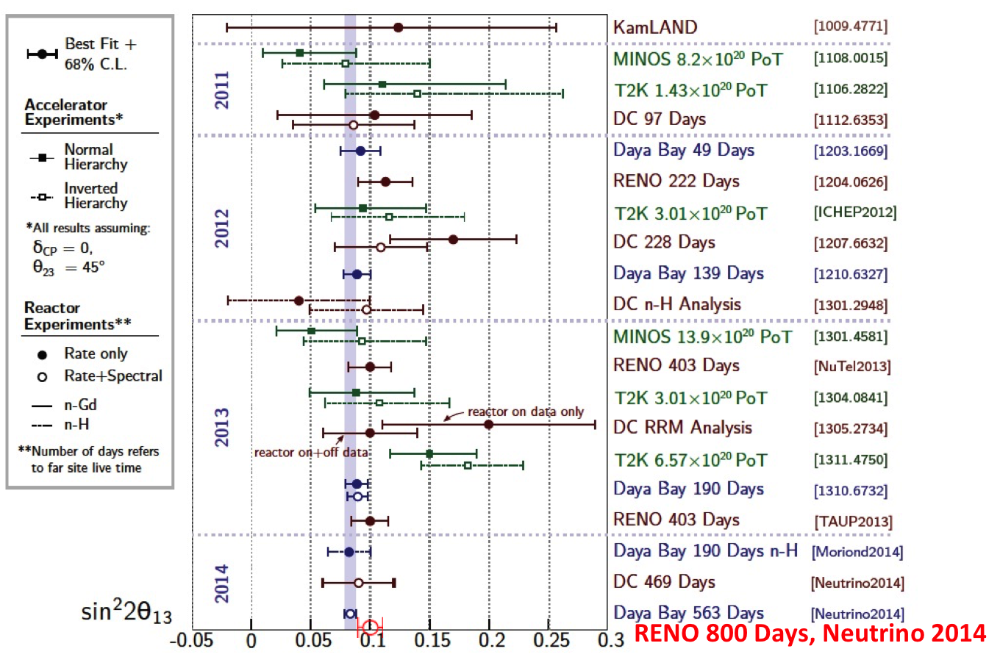 Best Fit +
68% C.L.
Accelerator
Experiments*
Normal
Hierarchy
Inverted
Hierarchy
*All results assuming:
δCP = 0,
θ23 = 45°
Reactor
Experiments**
Rate only
Rate+Spectral
n-Gd
n-H
**Number of days refers
to far site live time
KamLAND [1009.4771]
2011
MINOS 8.2×10²⁰ PoT [1108.0015]
T2K 1.43×10²⁰ PoT [1106.2822]
DC 97 Days [1112.6353]
2012
Daya Bay 49 Days [1203.1669]
RENO 222 Days [1204.0626]
T2K 3.01×10²⁰ PoT [ICHEP2012]
DC 228 Days [1207.6632]
Daya Bay 139 Days [1210.6327]
DC n-H Analysis [1301.2948]
2013
MINOS 13.9×10²⁰ PoT [1301.4581]
RENO 403 Days [NuTel2013]
T2K 3.01×10²⁰ PoT [1304.0841]
reactor on data only
DC RRM Analysis [1305.2734]
reactor on+off data
T2K 6.57×10²⁰ PoT [1311.4750]
Daya Bay 190 Days [1310.6732]
RENO 403 Days [TAUP2013]
2014
Daya Bay 190 Days n-H [Moriond2014]
DC 469 Days [Neutrino2014]
Daya Bay 563 Days [Neutrino2014]
sin²2θ13
-0.05 0 0.05 0.1 0.15 0.2 0.25 0.3
RENO 800 Days, Neutrino 2014